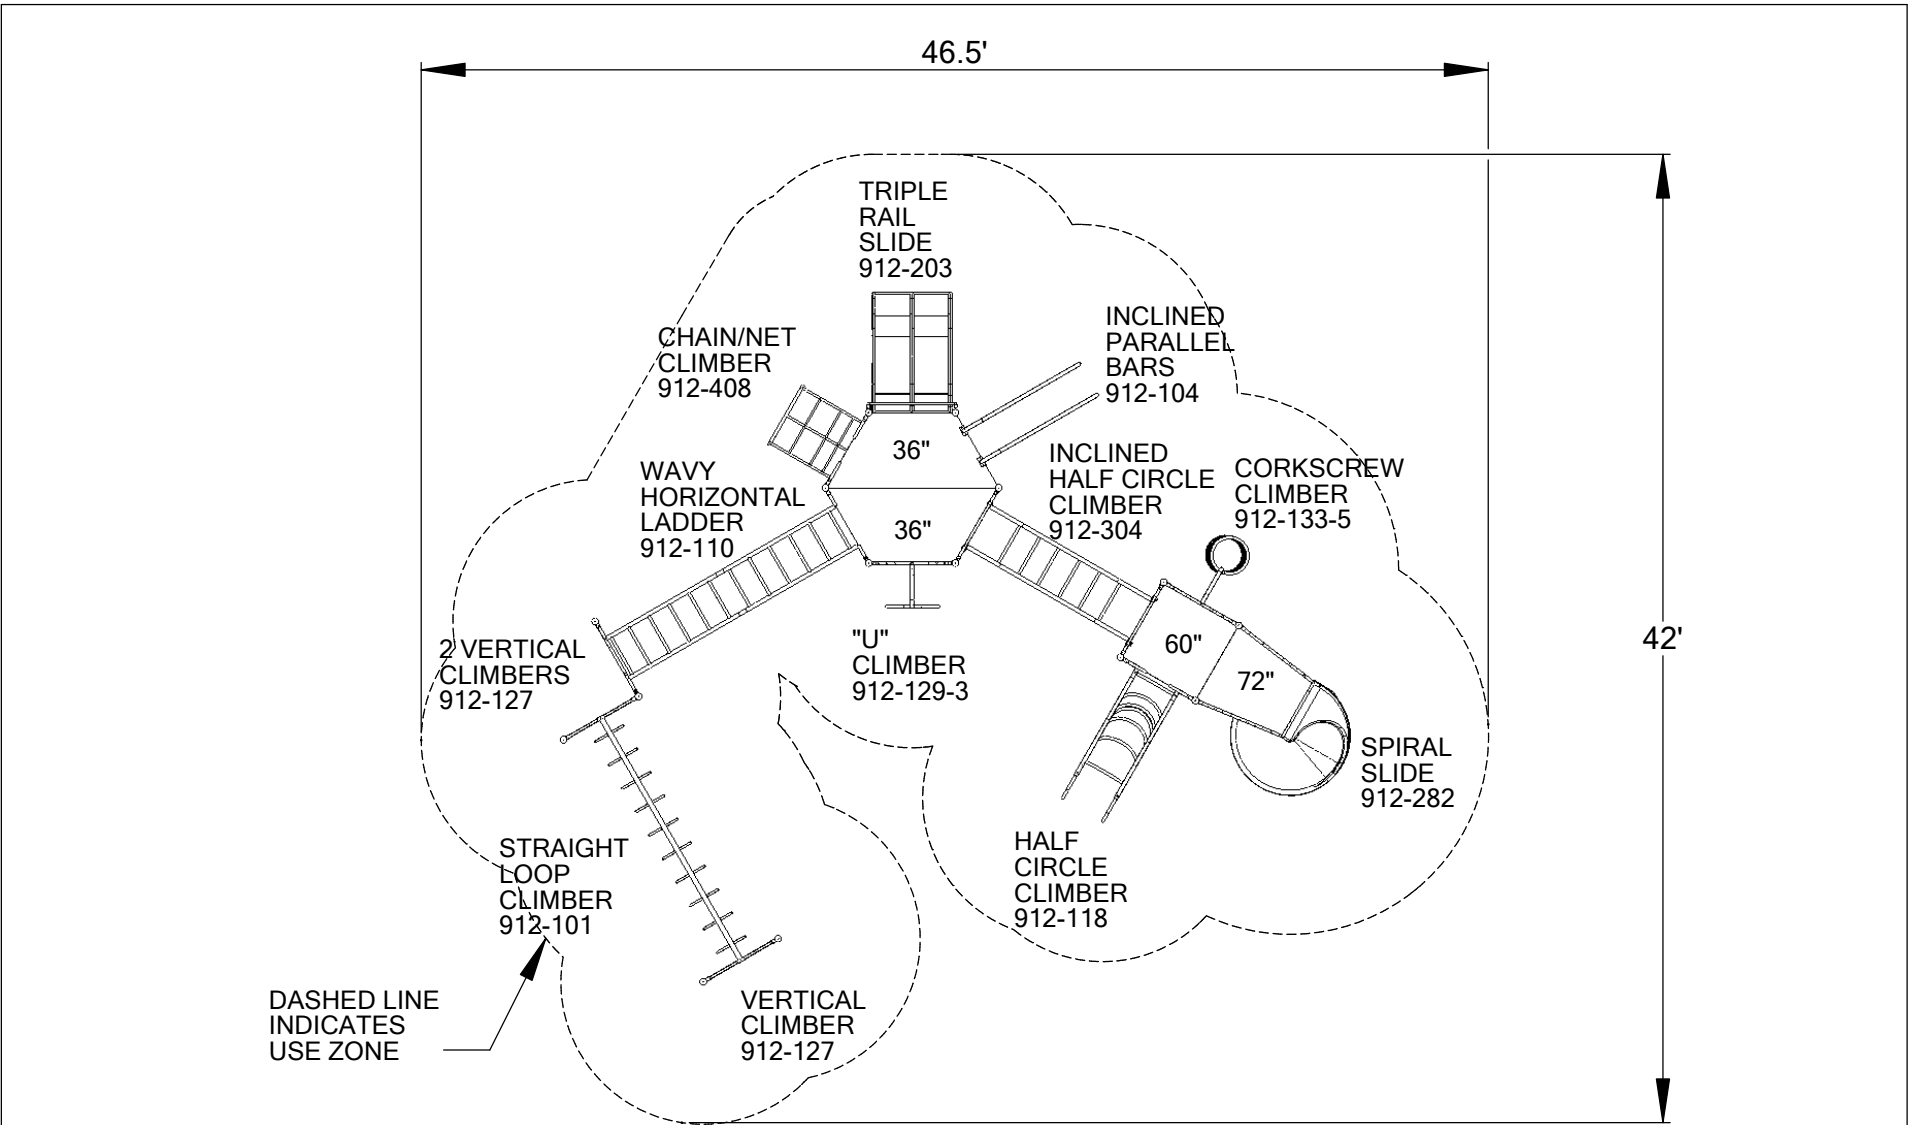 46.5'
TRIPLE
RAIL
SLIDE
912-203
CHAIN/NET
CLIMBER
912-408
INCLINED
PARALLEL
BARS
912-104
36"
WAVY
HORIZONTAL
LADDER
912-110
36"
INCLINED
HALF CIRCLE
CLIMBER
912-304
CORKSCREW
CLIMBER
912-133-5
2 VERTICAL
CLIMBERS
912-127
"U"
CLIMBER
912-129-3
60"
72"
42'
SPIRAL
SLIDE
912-282
STRAIGHT
LOOP
CLIMBER
912-101
HALF
CIRCLE
CLIMBER
912-118
DASHED LINE
INDICATES
USE ZONE
VERTICAL
CLIMBER
912-127